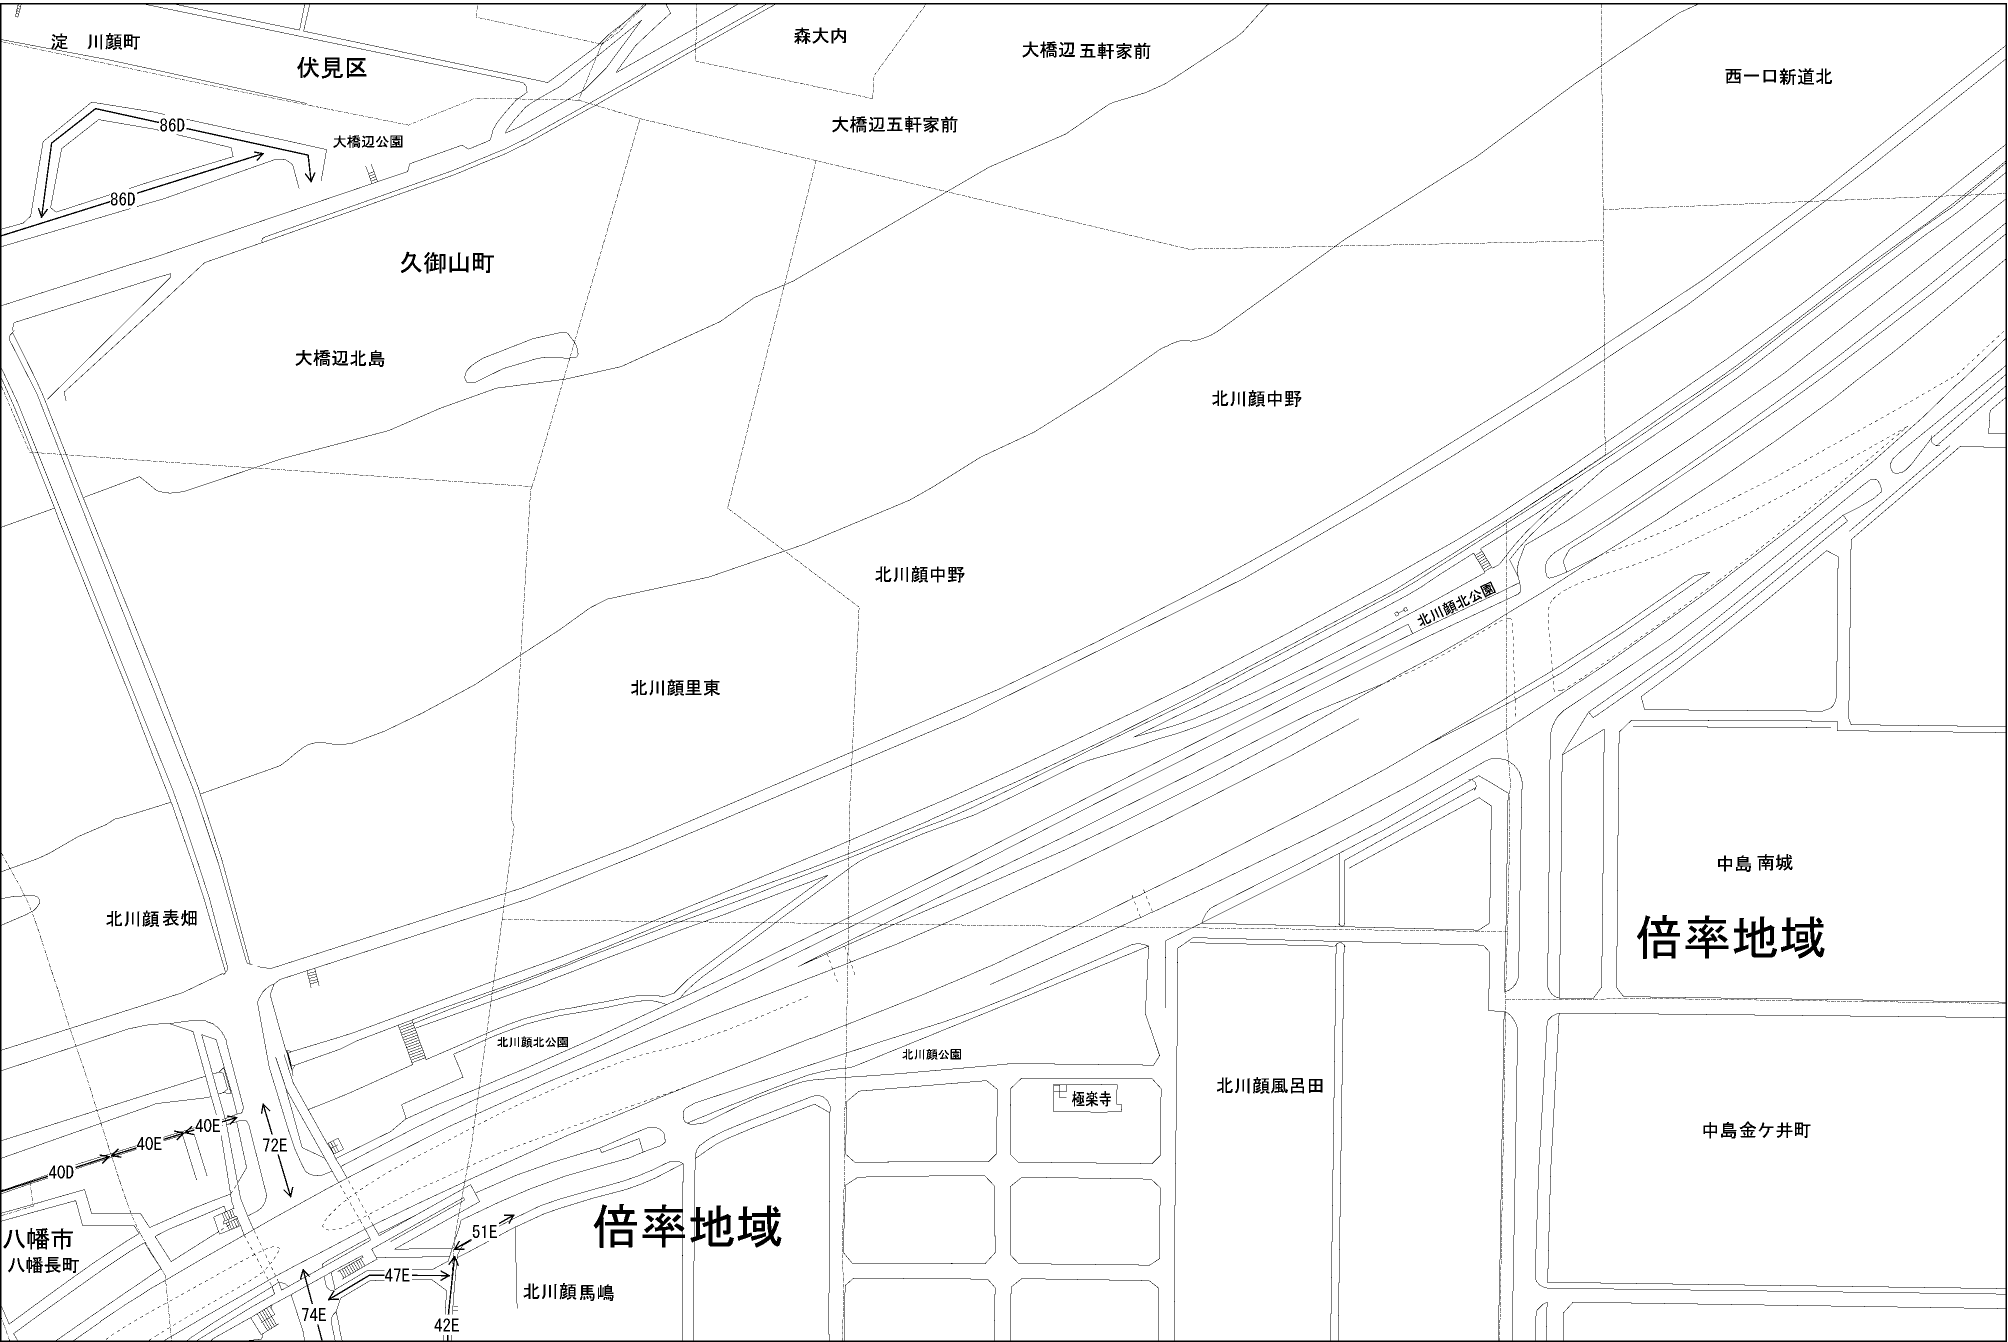 淀　川顔町
伏見区
森大内
大橋辺 五軒家前
西一口新道北
86D
大橋辺公園
大橋辺五軒家前
86D
久御山町
大橋辺北島
北川顔中野
北川顔中野
北川顔北公園
北川顔里東
中島 南城
北川顔 表畑
倍率地域
北川顔北公園
北川顔公園
北川顔風呂田
極楽寺
中島金ケ井町
40E
40E
72E
40D
倍率地域
51E
八幡市
八幡長町
47E
北川顔 馬嶋
74E
42E